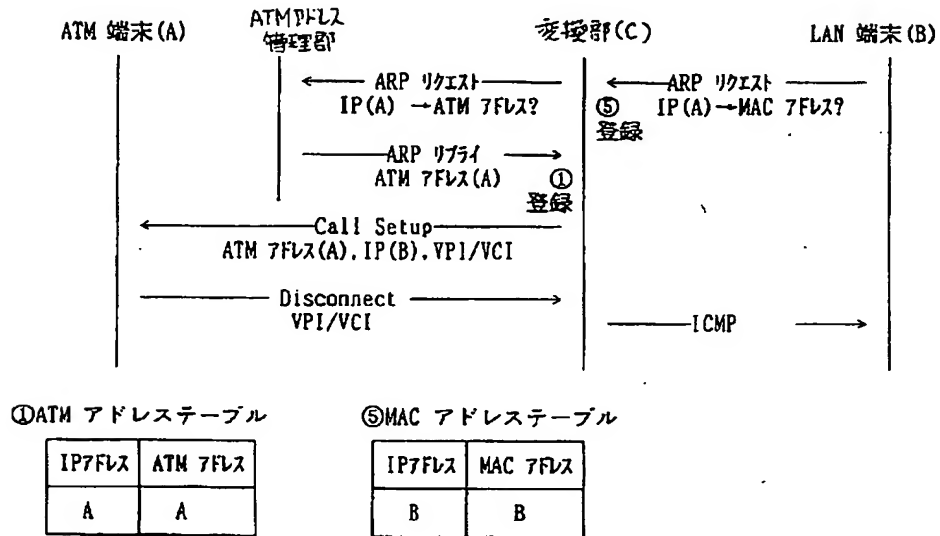 ATM 端末(A)
ATMアドレス
管理部
変換部(C)
LAN 端末(B)
ARP リクエスト
IP(A) →ATM アドレス?
ARP リクエスト
⑤ IP(A)→MAC アドレス?
登録
ARP リプライ
ATM アドレス(A) ①
登録
Call Setup
ATM アドレス(A).IP(B).VPI/VCI
Disconnect
VPI/VCI
ICMP
①ATM アドレステーブル
⑤MAC アドレステーブル
IPアドレス ATM アドレス
A A
IPアドレス MAC アドレス
B B